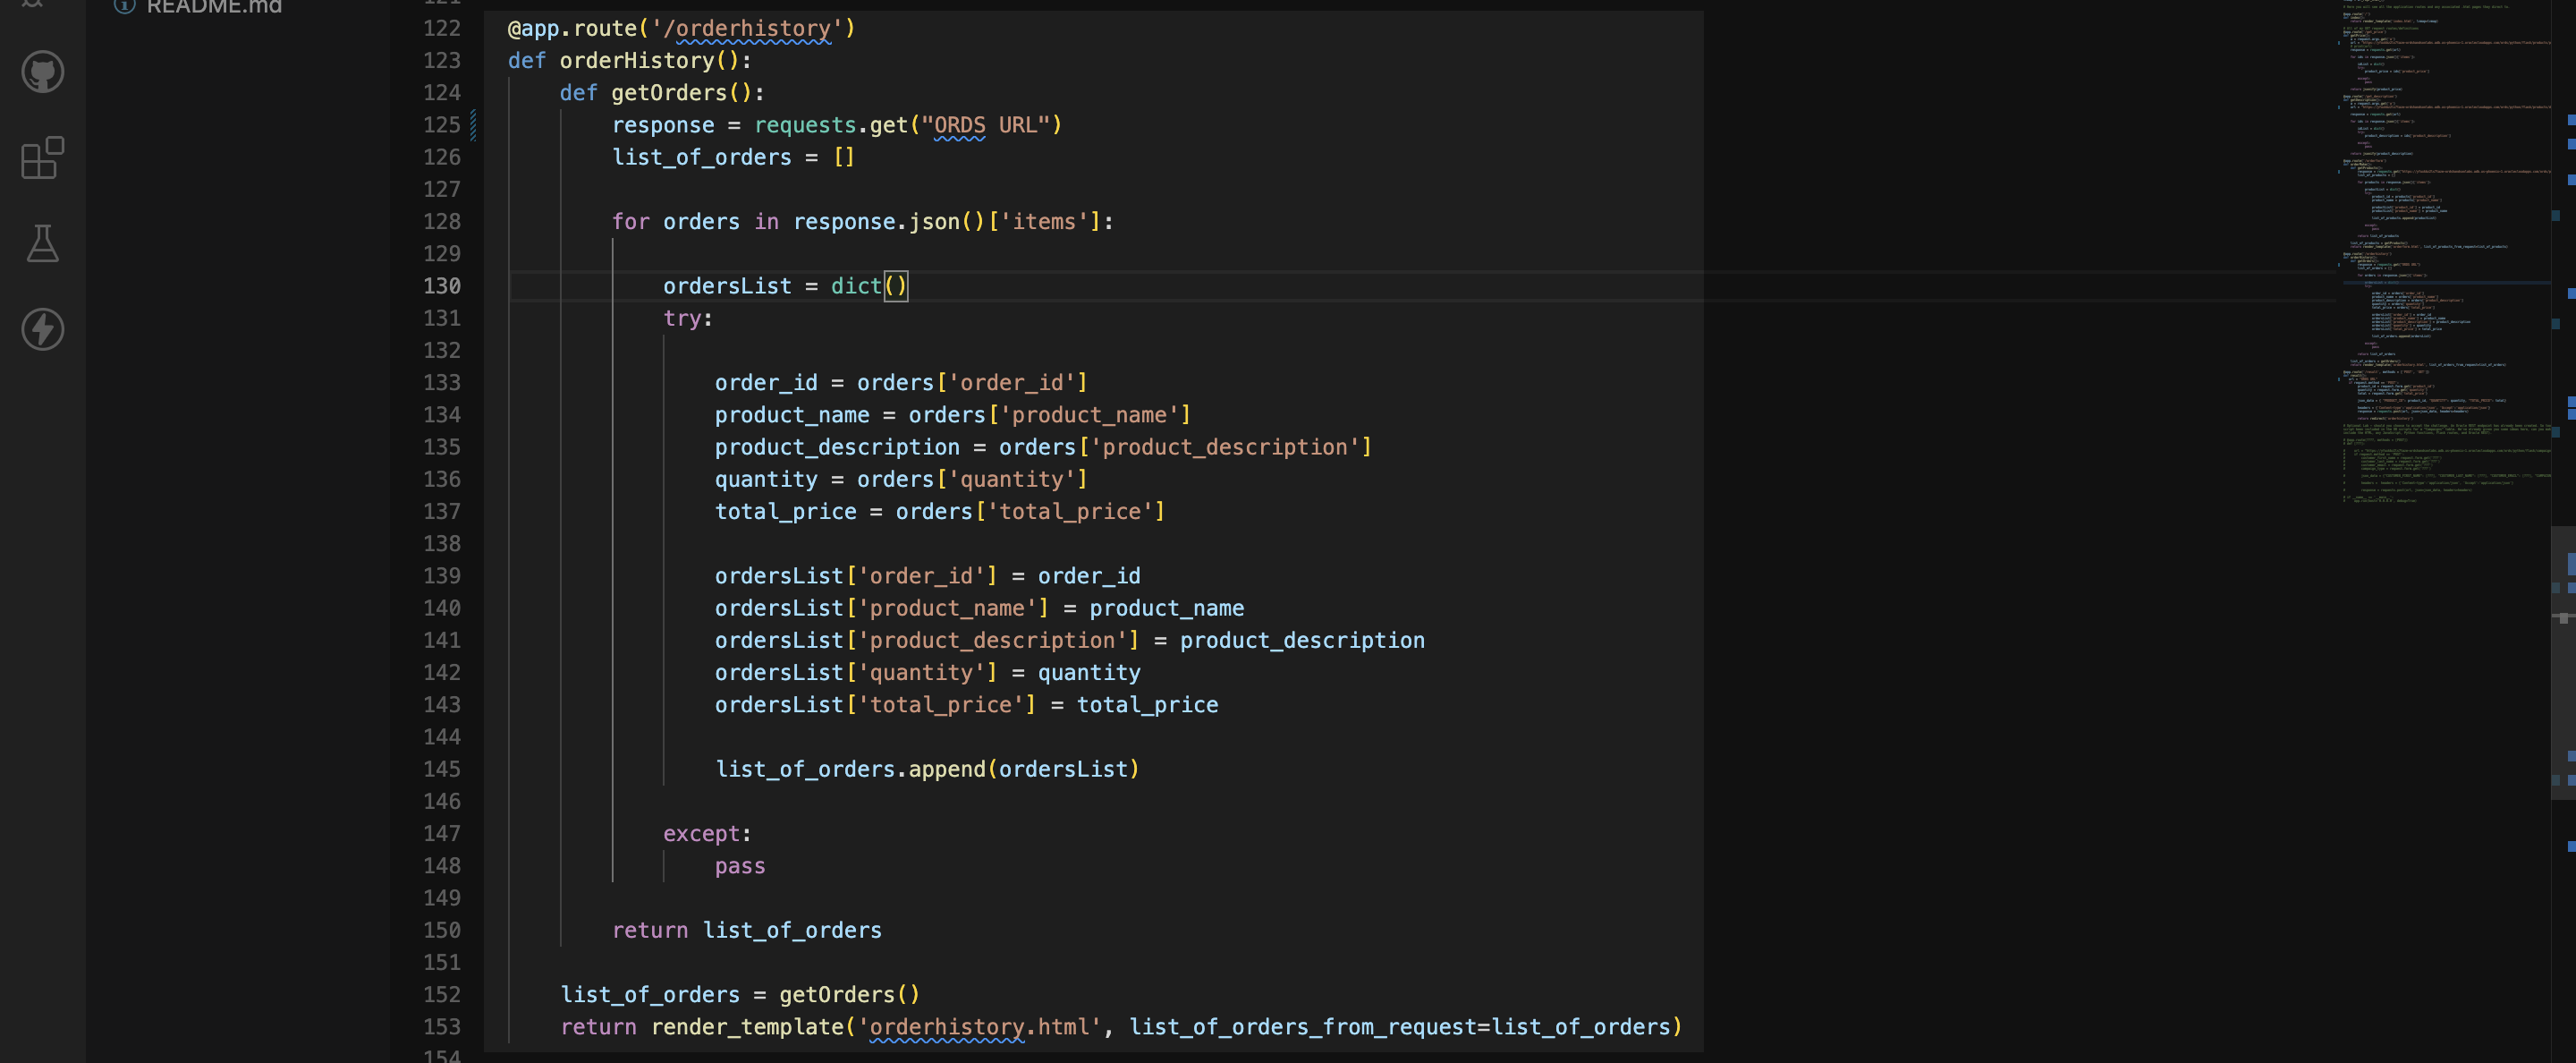 README.md
122 @app.route('/orderhistory')
123 def orderHistory():
124     def getOrders():
125         response = requests.get("ORDS URL")
126         list_of_orders = []
127
128         for orders in response.json()['items']:
129
130             ordersList = dict()
131             try:
132
133                 order_id = orders['order_id']
134                 product_name = orders['product_name']
135                 product_description = orders['product_description']
136                 quantity = orders['quantity']
137                 total_price = orders['total_price']
138
139                 ordersList['order_id'] = order_id
140                 ordersList['product_name'] = product_name
141                 ordersList['product_description'] = product_description
142                 ordersList['quantity'] = quantity
143                 ordersList['total_price'] = total_price
144
145                 list_of_orders.append(ordersList)
146
147             except:
148                 pass
149
150         return list_of_orders
151
152     list_of_orders = getOrders()
153     return render_template('orderhistory.html', list_of_orders_from_request=list_of_orders)
154